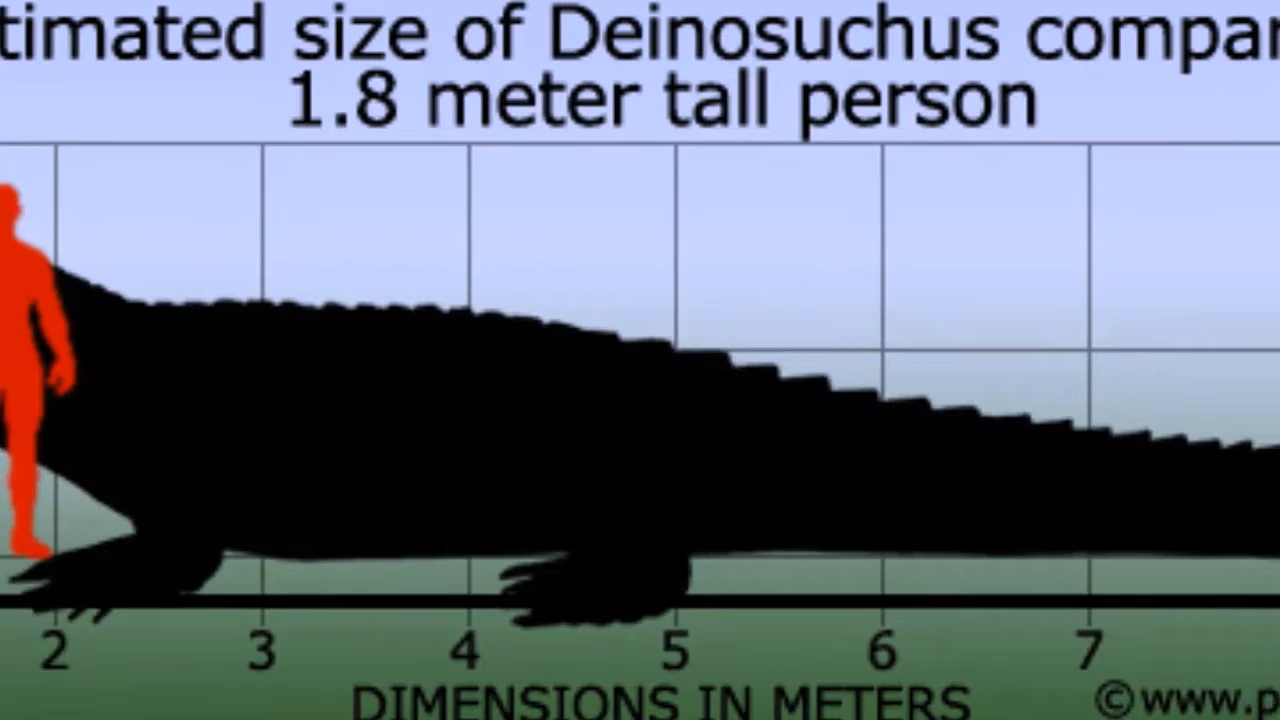 timated size of Deinosuchus compar
1.8 meter tall person
2 3 4 5 6 7
DIMENSIONS IN METERS ©www.p